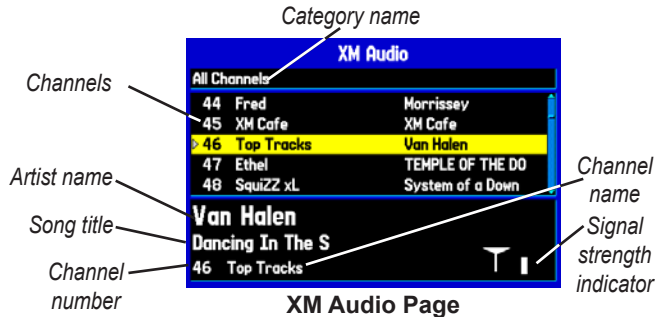 Category name
XM Audio
All Channels
Channels
44 Fred Morrissey
45 XM Cafe XM Cafe
46 Top Tracks Van Halen
47 Ethel TEMPLE OF THE DO
48 SquiZZ xL System of a Down
Artist name
Van Halen
Song title
Dancing In The S
Channel number
46 Top Tracks
Channel name
Signal strength indicator
XM Audio Page